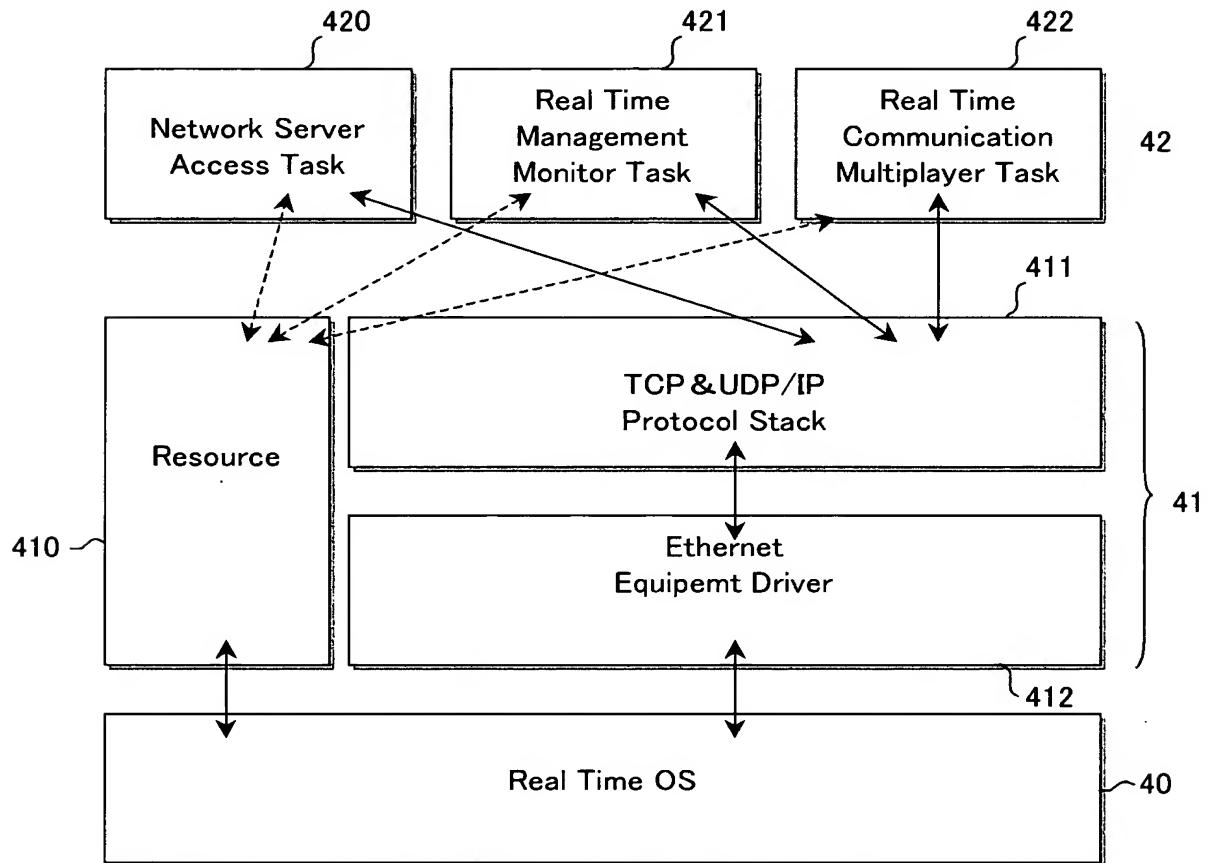 420
421
422
Network Server
Access Task
Real Time
Management
Monitor Task
Real Time
Communication
Multiplayer Task
42
411
Resource
TCP&UDP/IP
Protocol Stack
41
410
Ethernet
Equipemt Driver
412
Real Time OS
40